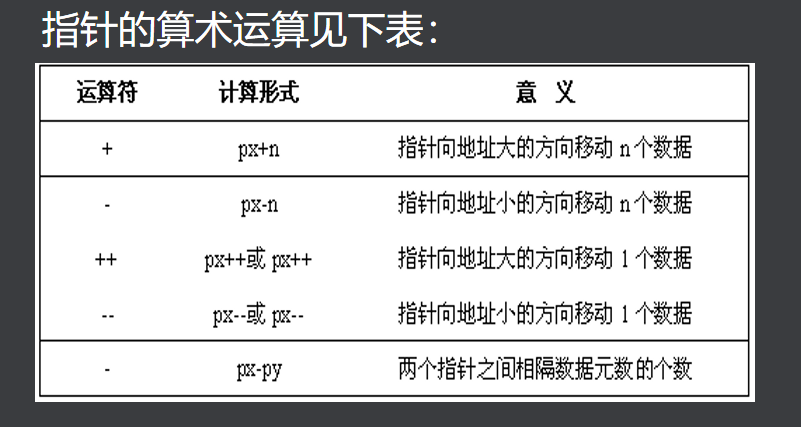 指针的算术运算见下表：
运算符 计算形式 意 义
+ px+n 指针向地址大的方向移动 n 个数据
- px-n 指针向地址小的方向移动 n 个数据
++ px++或 px++ 指针向地址大的方向移动 1 个数据
-- px--或 px-- 指针向地址小的方向移动 1 个数据
- px-py 两个指针之间相隔数据元数的个数